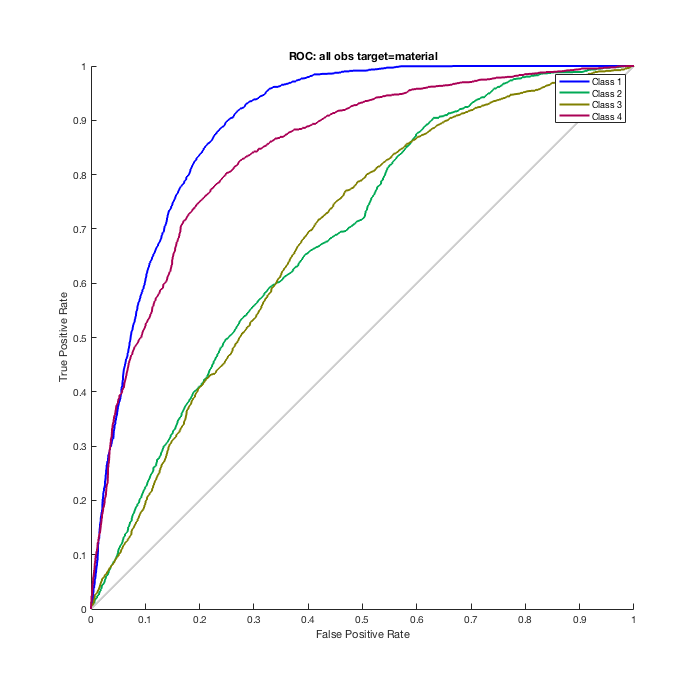 ROC: all obs target=material
Class 1
Class 2
Class 3
Class 4
True Positive Rate
1
0.9
0.8
0.7
0.6
0.5
0.4
0.3
0.2
0.1
0
0 0.1 0.2 0.3 0.4 0.5 0.6 0.7 0.8 0.9 1
False Positive Rate